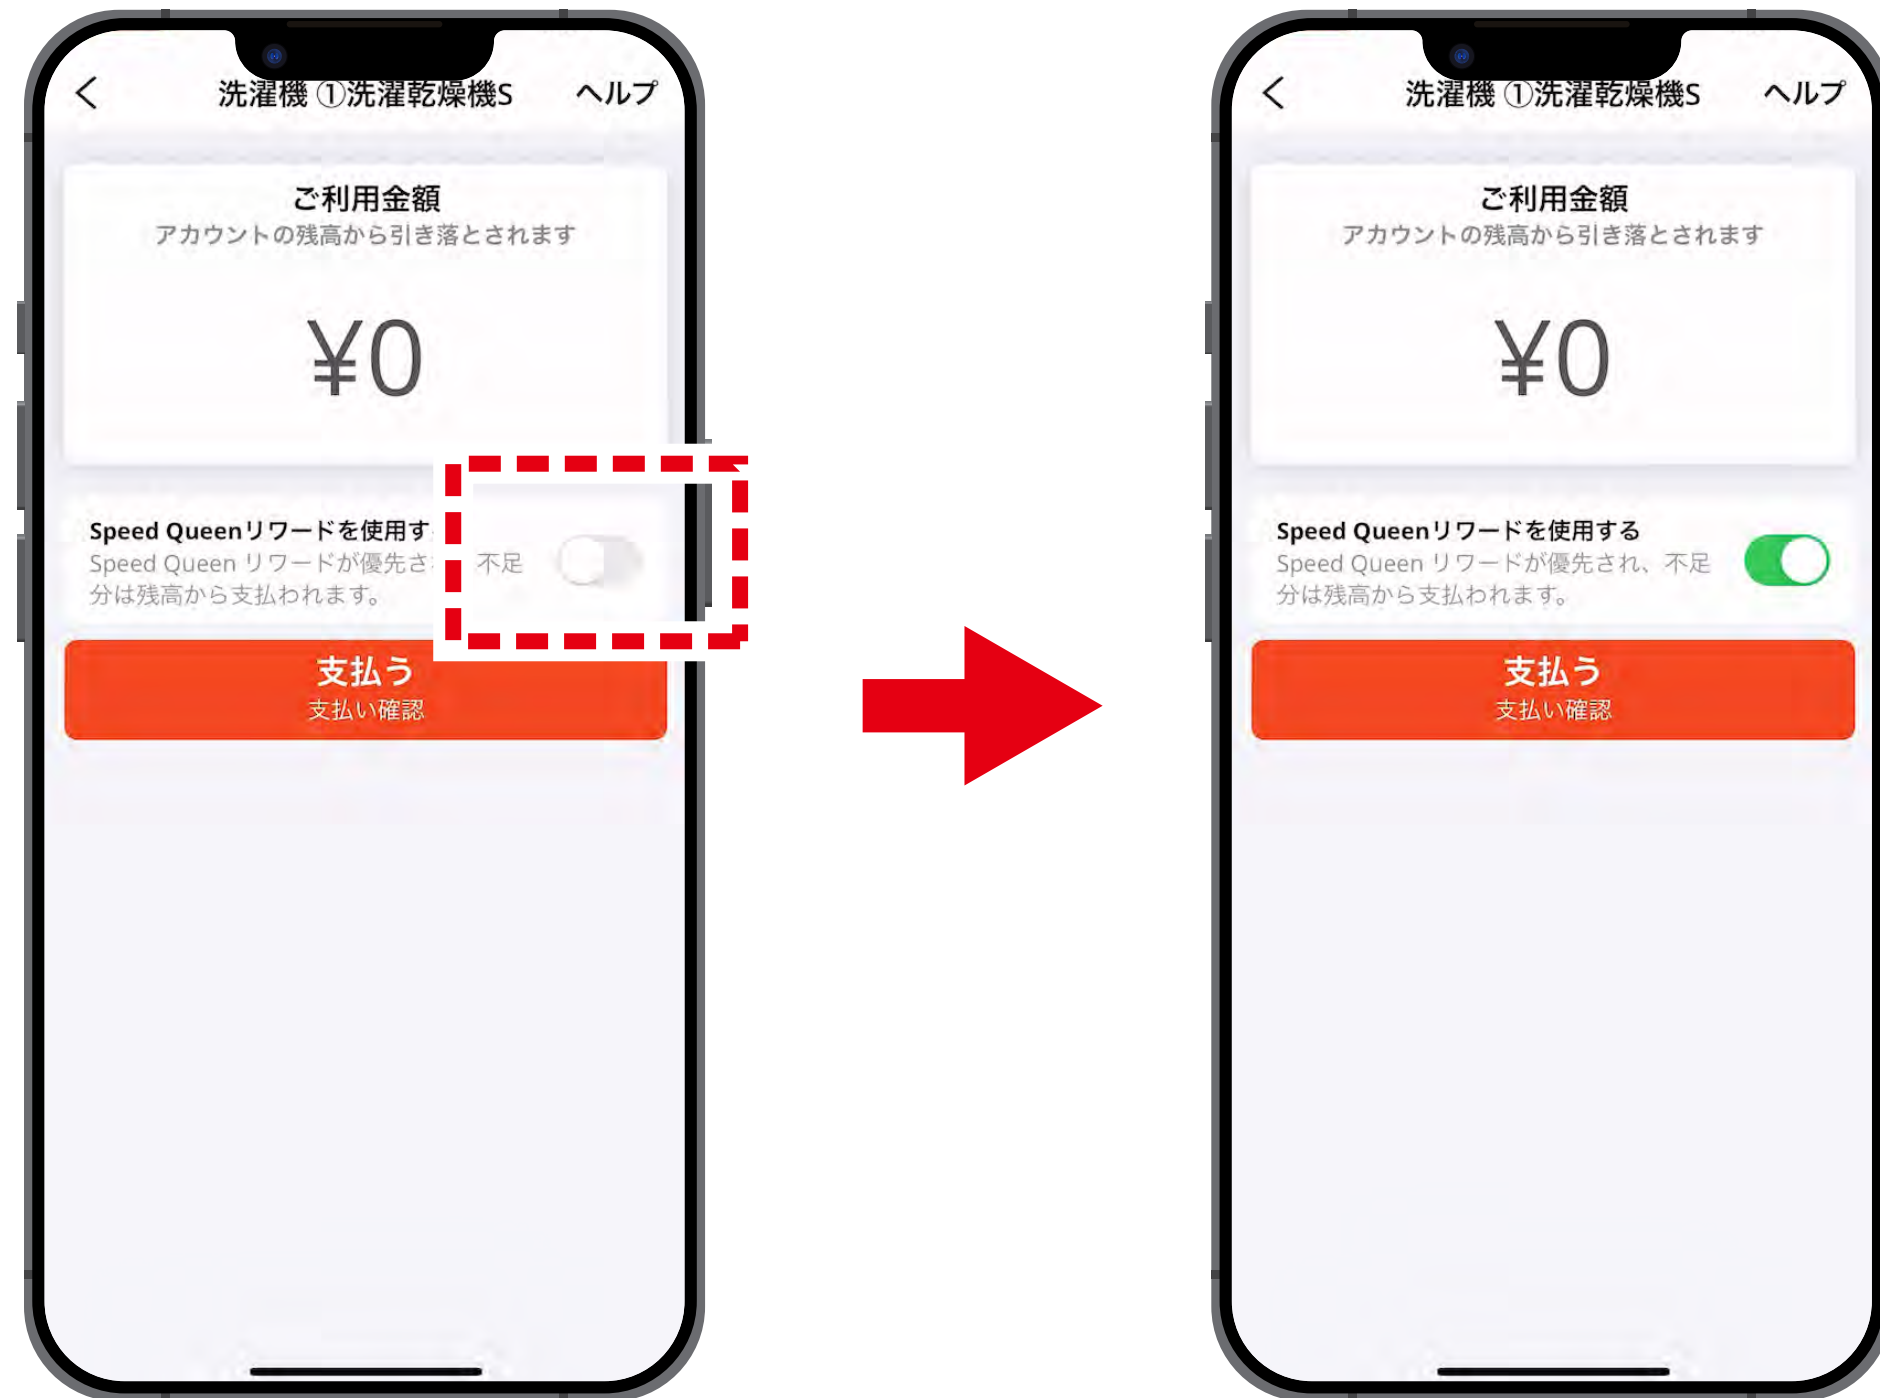 洗濯機 ①洗濯乾燥機S
ヘルプ
ご利用金額
アカウントの残高から引き落とされます
¥0
Speed Queenリワードを使用す
Speed Queen リワードが優先さ 不足
分は残高から支払われます。
支払う
支払い確認
洗濯機 ①洗濯乾燥機S
ヘルプ
ご利用金額
アカウントの残高から引き落とされます
¥0
Speed Queenリワードを使用する
Speed Queen リワードが優先され、不足
分は残高から支払われます。
支払う
支払い確認